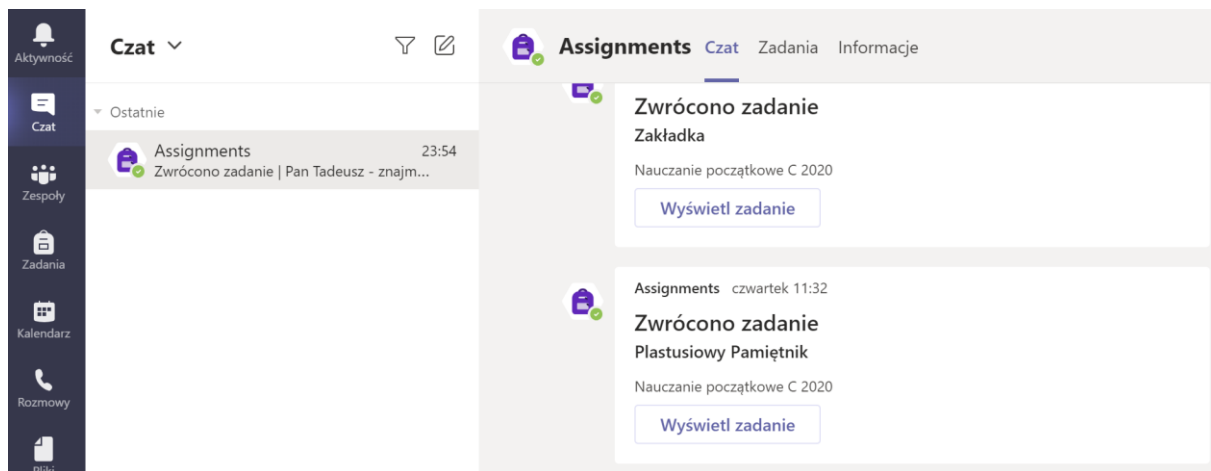 Aktywność
Czat
Zespoły
Zadania
Kalendarz
Rozmowy
Pliki
Czat
Ostatnie
Assignments 23:54
Zwrócono zadanie | Pan Tadeusz - znajm...
Assignments Czat Zadania Informacje
Zwrócono zadanie
Zakładka
Nauczanie początkowe C 2020
Wyświetl zadanie
Assignments czwartek 11:32
Zwrócono zadanie
Plastusiowy Pamiętnik
Nauczanie początkowe C 2020
Wyświetl zadanie